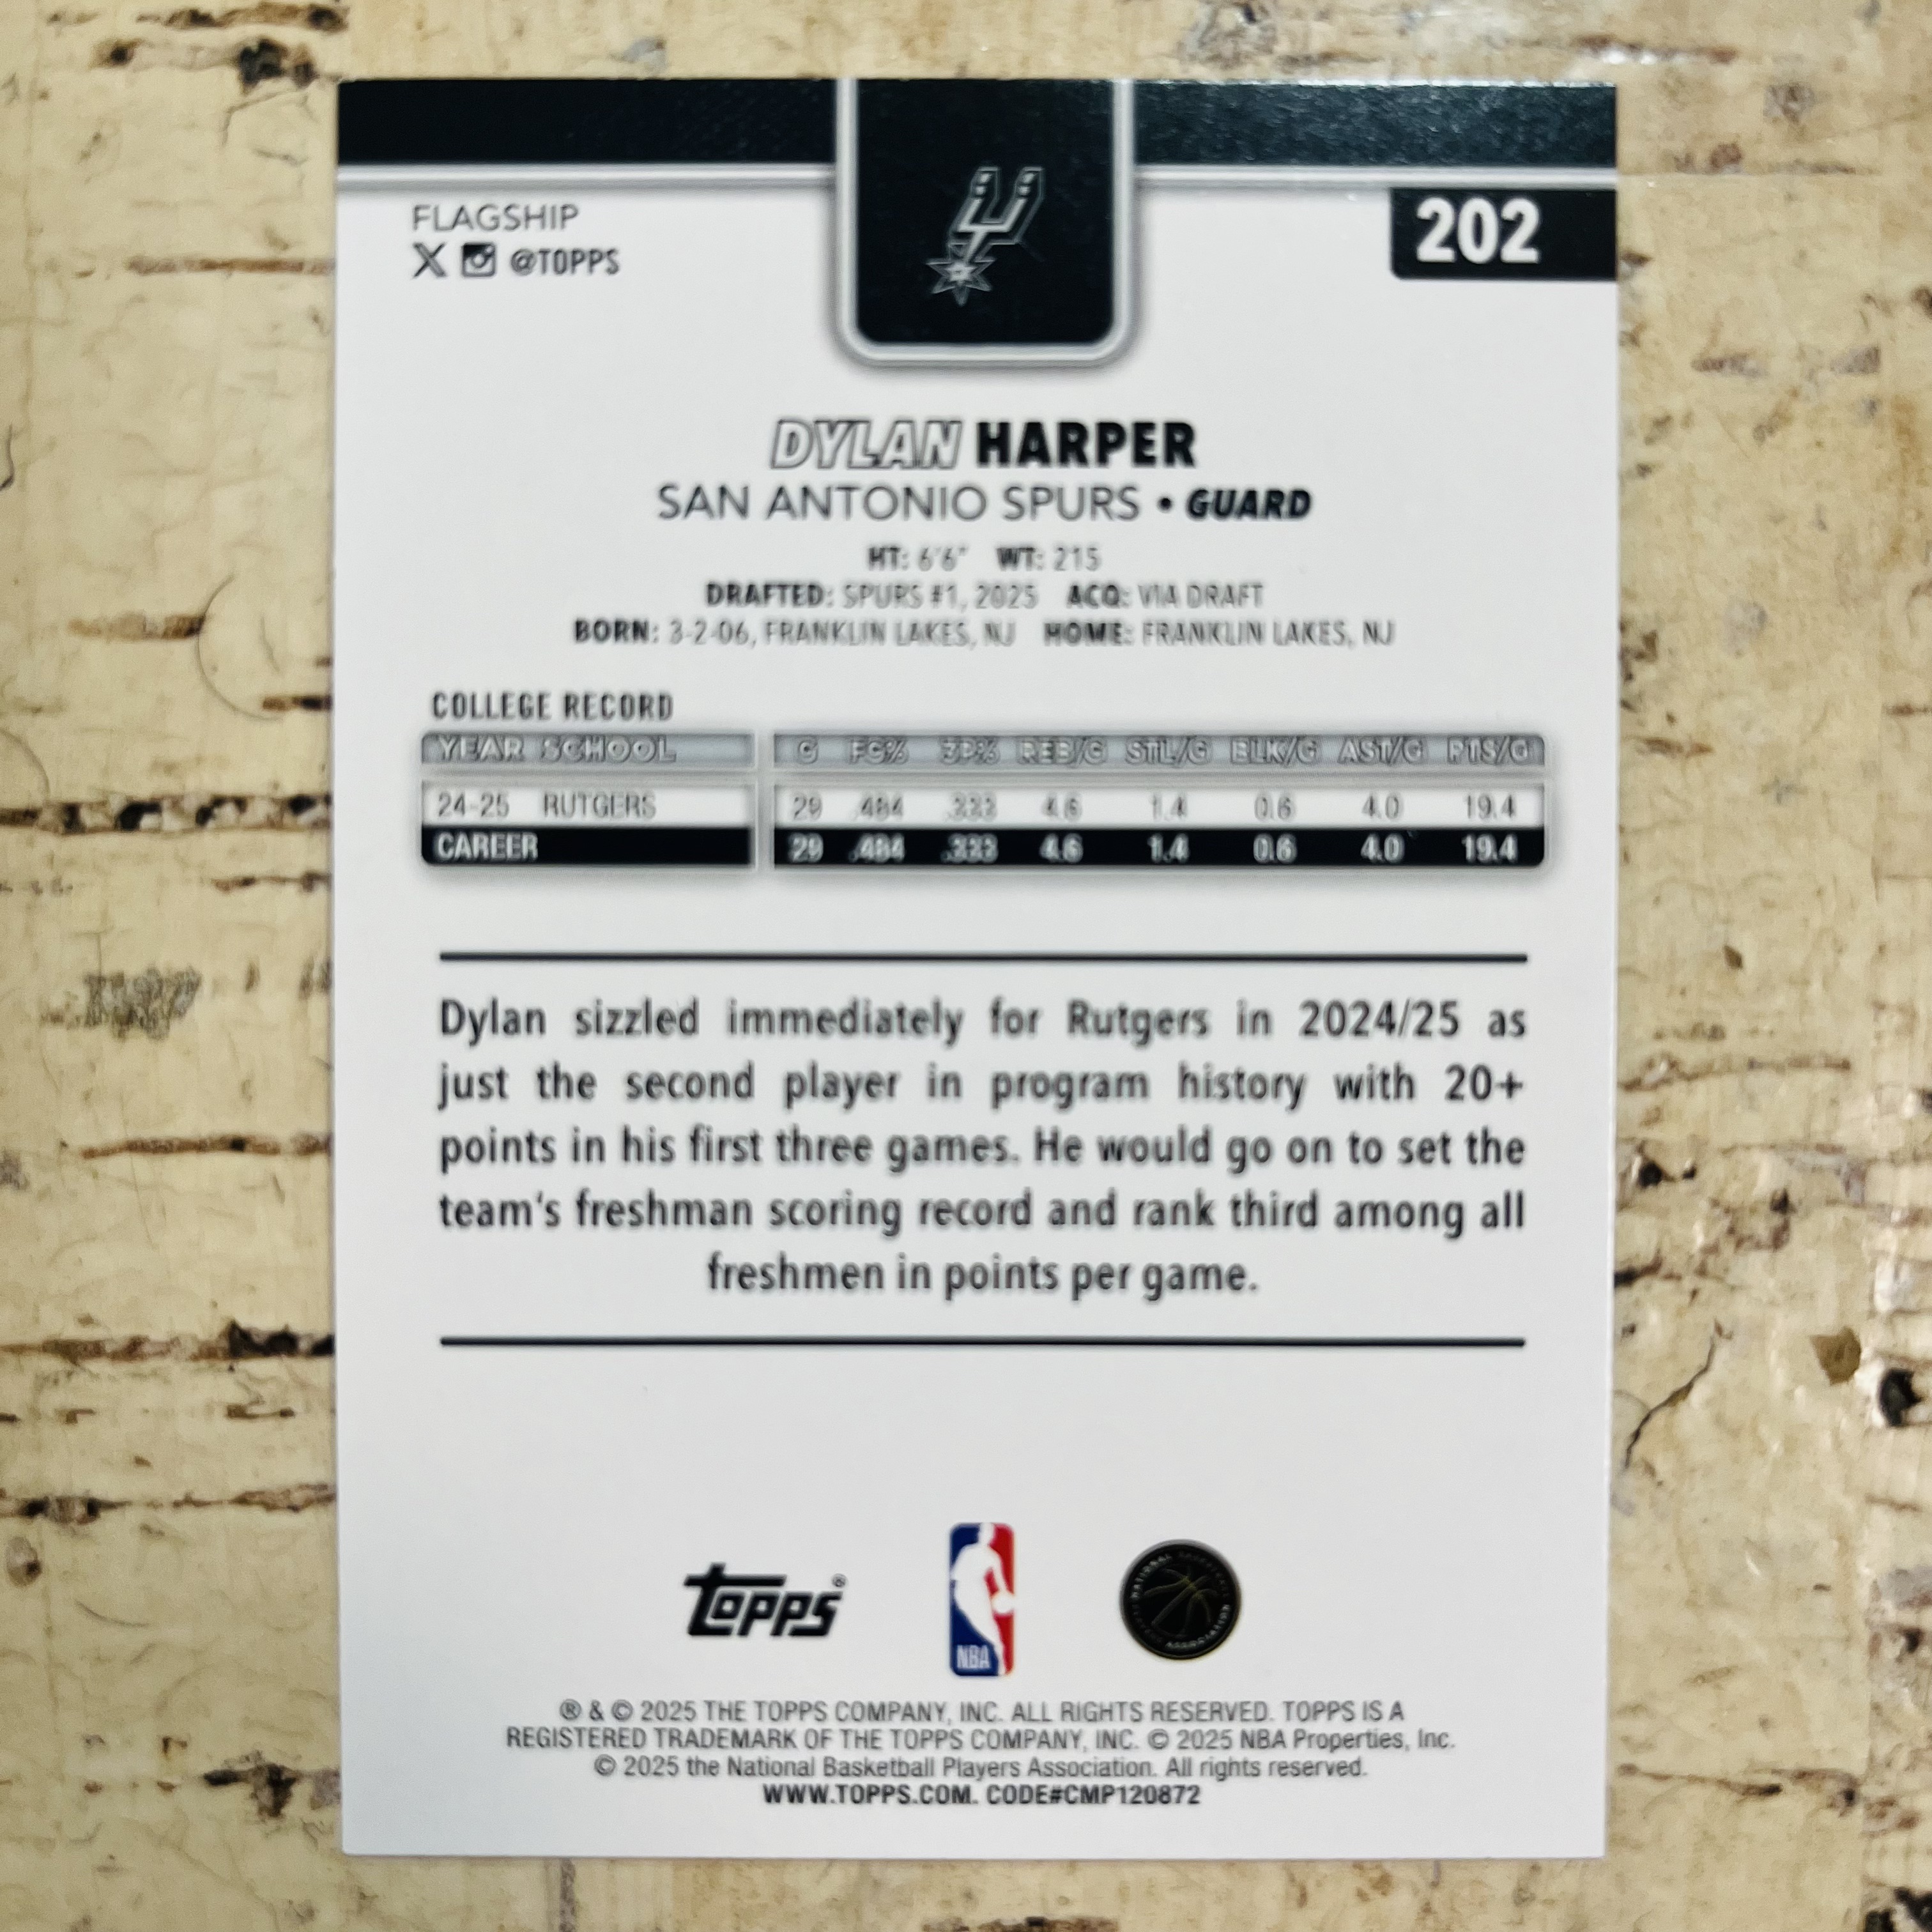 FLAGSHIP
X @TOPPS
202
DYLAN HARPER
SAN ANTONIO SPURS • GUARD
HT: 6'6" WT: 215
DRAFTED: SPURS #1, 2025 ACQ: VIA DRAFT
BORN: 3-2-06, FRANKLIN LAKES, NJ HOME: FRANKLIN LAKES, NJ
COLLEGE RECORD
YEAR SCHOOL G FG% 3P% REB/G STL/G BLK/G AST/G PTS/G
24-25 RUTGERS 29 .484 .333 4.6 1.4 0.6 4.0 19.4
CAREER 29 .484 .333 4.6 1.4 0.6 4.0 19.4
Dylan sizzled immediately for Rutgers in 2024/25 as
just the second player in program history with 20+
points in his first three games. He would go on to set the
team's freshman scoring record and rank third among all
freshmen in points per game.
topps®
NBA
NATIONAL BASKETBALL PLAYERS ASSOCIATION
® & © 2025 THE TOPPS COMPANY, INC. ALL RIGHTS RESERVED. TOPPS IS A
REGISTERED TRADEMARK OF THE TOPPS COMPANY, INC. © 2025 NBA Properties, Inc.
© 2025 the National Basketball Players Association. All rights reserved.
WWW.TOPPS.COM. CODE#CMP120872